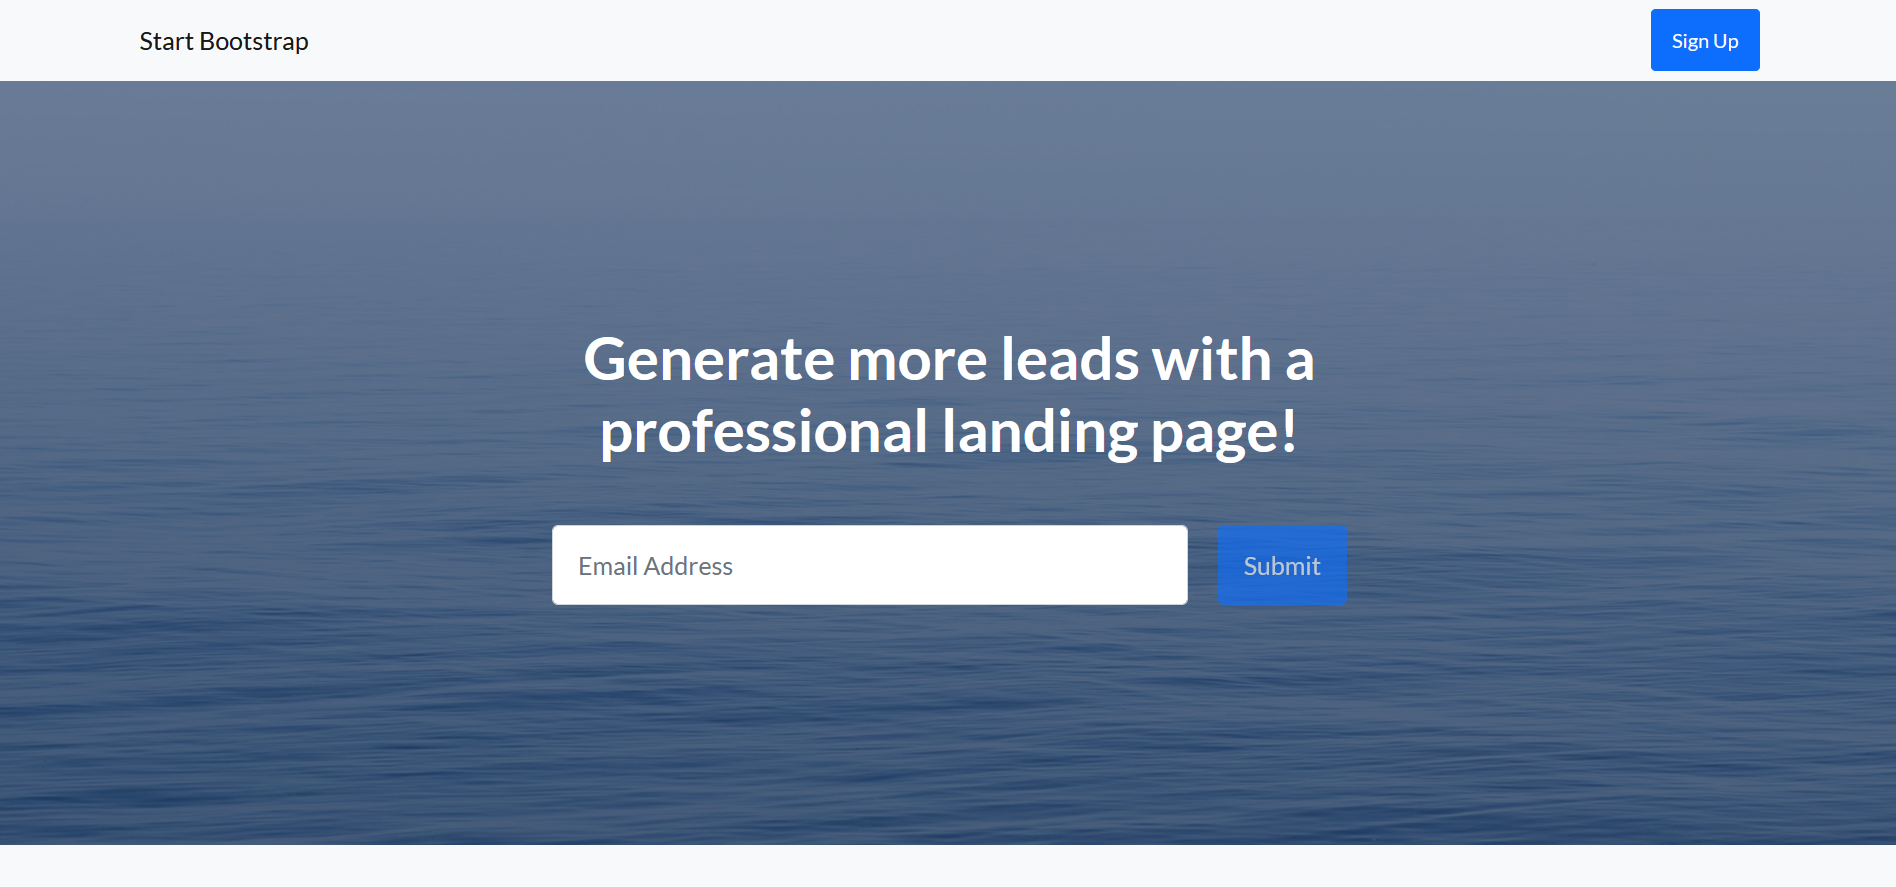 Start Bootstrap
Sign Up
Generate more leads with a
professional landing page!
Email Address
Submit